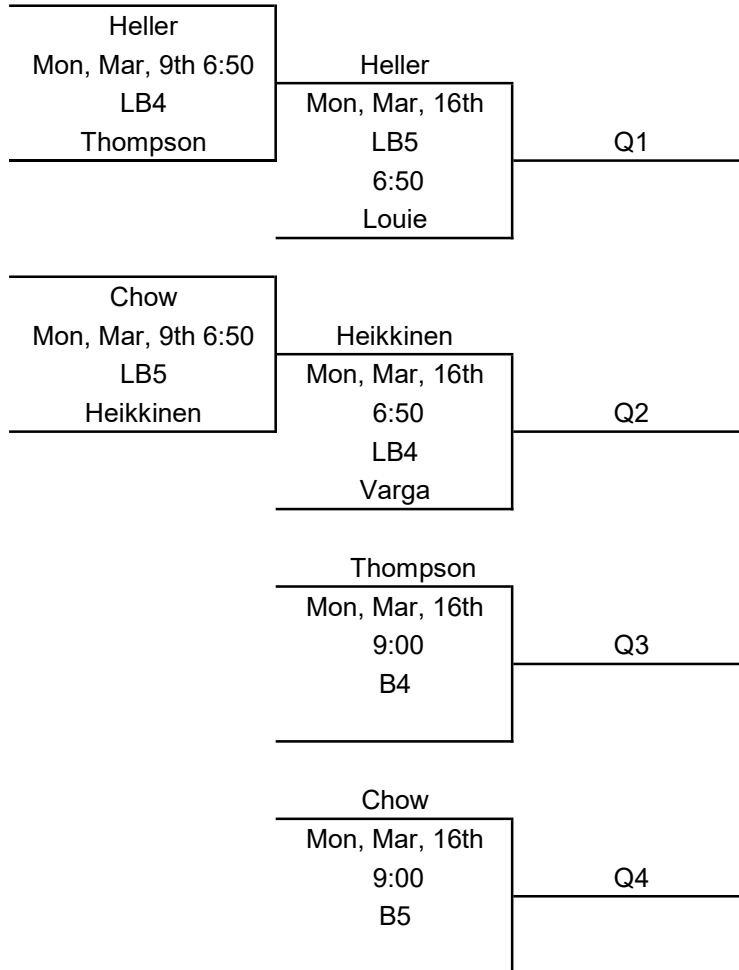 Heller
Mon, Mar, 9th 6:50
LB4
Thompson
Heller
Mon, Mar, 16th
LB5
6:50
Louie
Q1
Chow
Mon, Mar, 9th 6:50
LB5
Heikkinen
Heikkinen
Mon, Mar, 16th
6:50
LB4
Varga
Q2
Thompson
Mon, Mar, 16th
9:00
B4
Q3
Chow
Mon, Mar, 16th
9:00
B5
Q4